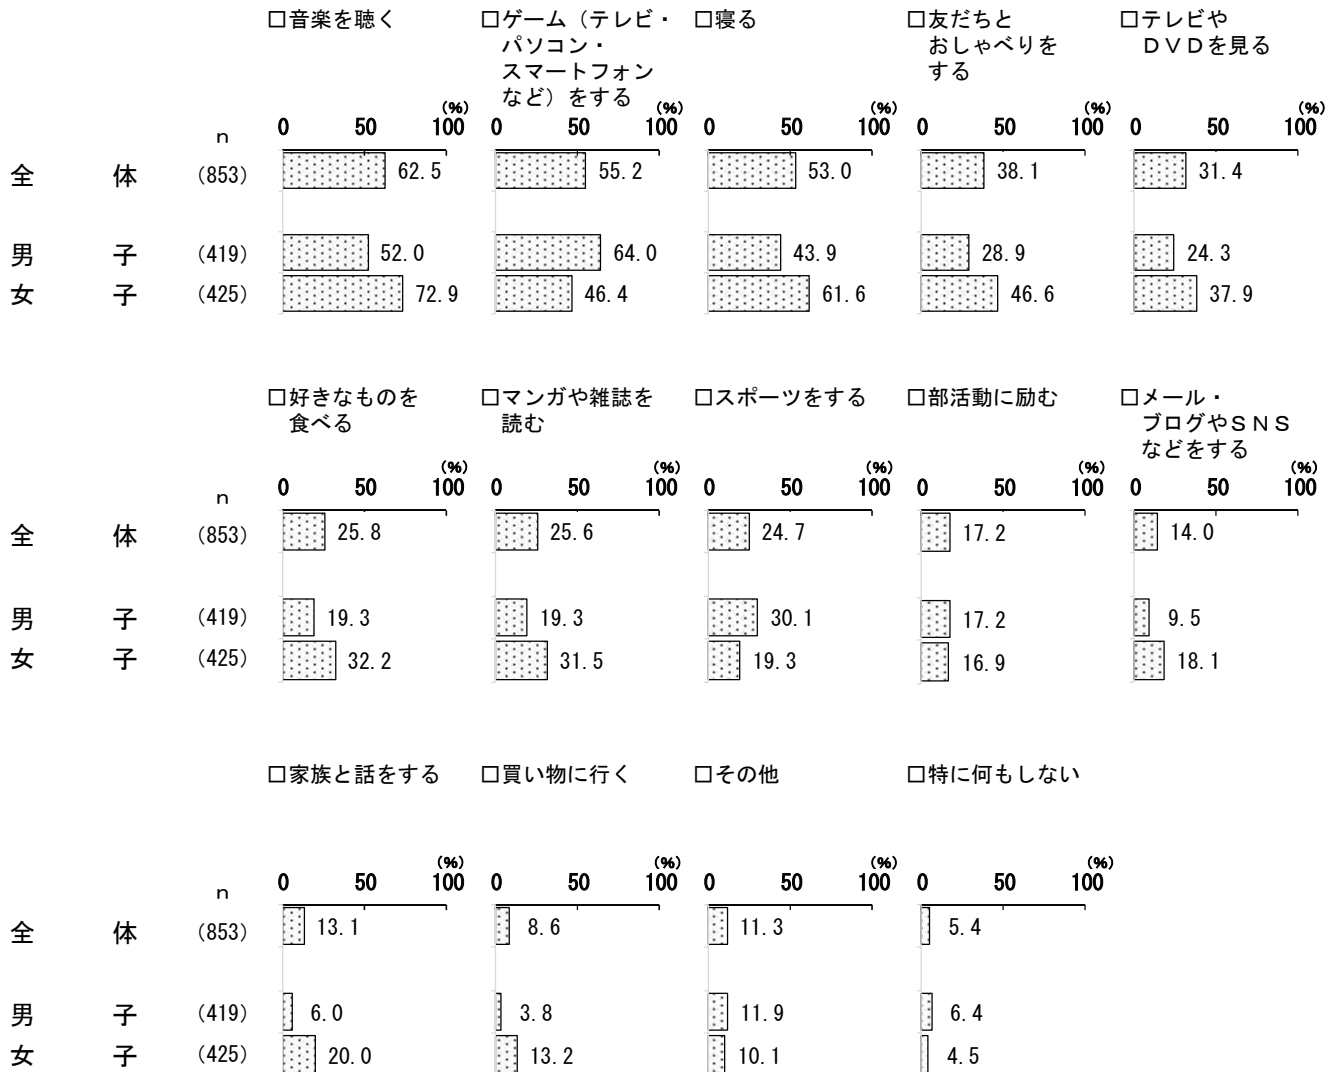 □音楽を聴く □ゲーム（テレビ・ □寝る □友だちと □テレビや
パソコン・ おしゃべりを ＤＶＤを見る
スマートフォン する
など）をする
(%) (%) (%) (%) (%)
n 0 50 100 0 50 100 0 50 100 0 50 100 0 50 100
全 体 (853) 62.5 55.2 53.0 38.1 31.4
男 子 (419) 52.0 64.0 43.9 28.9 24.3
女 子 (425) 72.9 46.4 61.6 46.6 37.9
□好きなものを □マンガや雑誌を □スポーツをする □部活動に励む □メール・
食べる 読む ブログやＳＮＳ
などをする
(%) (%) (%) (%) (%)
n 0 50 100 0 50 100 0 50 100 0 50 100 0 50 100
全 体 (853) 25.8 25.6 24.7 17.2 14.0
男 子 (419) 19.3 19.3 30.1 17.2 9.5
女 子 (425) 32.2 31.5 19.3 16.9 18.1
□家族と話をする □買い物に行く □その他 □特に何もしない
(%) (%) (%) (%)
n 0 50 100 0 50 100 0 50 100 0 50 100
全 体 (853) 13.1 8.6 11.3 5.4
男 子 (419) 6.0 3.8 11.9 6.4
女 子 (425) 20.0 13.2 10.1 4.5